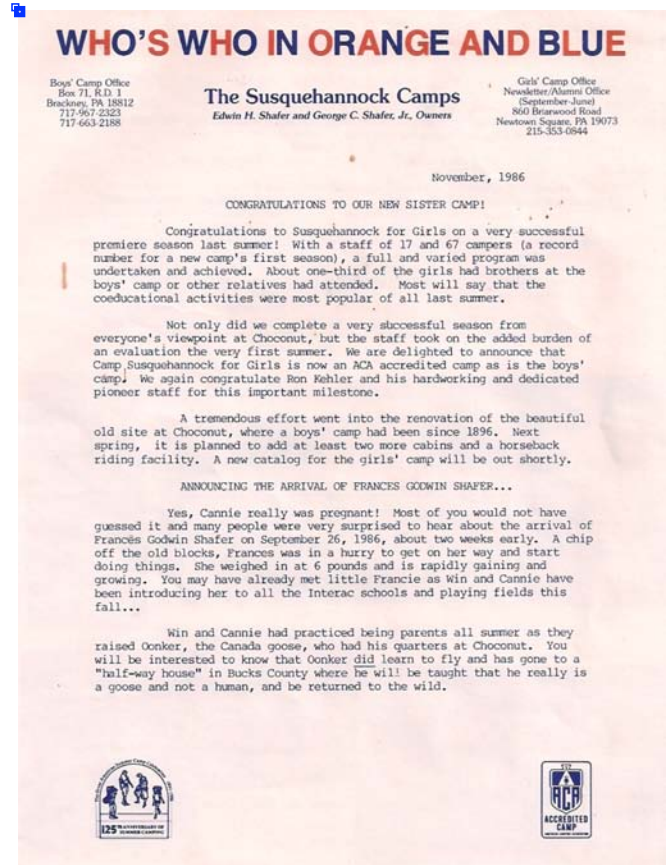 WHO'S WHO IN ORANGE AND BLUE
Boys' Camp Office
Box 71, R.D. 1
Brackney, PA 18812
717-967-2323
717-663-2188
The Susquehannock Camps
Edwin H. Shafer and George C. Shafer, Jr., Owners
Girls' Camp Office
Newsletter/Alumni Office
(September-June)
860 Briarwood Road
Newtown Square, PA 19073
215-353-0844
November, 1986
CONGRATULATIONS TO OUR NEW SISTER CAMP!
Congratulations to Susquehannock for Girls on a very successful
premiere season last summer! With a staff of 17 and 67 campers (a record
number for a new camp's first season), a full and varied program was
undertaken and achieved. About one-third of the girls had brothers at the
boys' camp or other relatives had attended. Most will say that the
coeducational activities were most popular of all last summer.
Not only did we complete a very successful season from
everyone's viewpoint at Choconut, but the staff took on the added burden of
an evaluation the very first summer. We are delighted to announce that
Camp Susquehannock for Girls is now an ACA accredited camp as is the boys'
camp. We again congratulate Ron Kehler and his hardworking and dedicated
pioneer staff for this important milestone.
A tremendous effort went into the renovation of the beautiful
old site at Choconut, where a boys' camp had been since 1896. Next
spring, it is planned to add at least two more cabins and a horseback
riding facility. A new catalog for the girls' camp will be out shortly.
ANNOUNCING THE ARRIVAL OF FRANCES GODWIN SHAFER...
Yes, Cannie really was pregnant! Most of you would not have
guessed it and many people were very surprised to hear about the arrival of
Frances Godwin Shafer on September 26, 1986, about two weeks early. A chip
off the old blocks, Frances was in a hurry to get on her way and start
doing things. She weighed in at 6 pounds and is rapidly gaining and
growing. You may have already met little Francie as Win and Cannie have
been introducing her to all the Interac schools and playing fields this
fall...
Win and Cannie had practiced being parents all summer as they
raised Oonker, the Canada goose, who had his quarters at Choconut. You
will be interested to know that Oonker did learn to fly and has gone to a
"half-way house" in Bucks County where he will be taught that he really is
a goose and not a human, and be returned to the wild.
125TH ANNIVERSARY OF
SUMMER CAMPING
ACA
ACCREDITED
CAMP